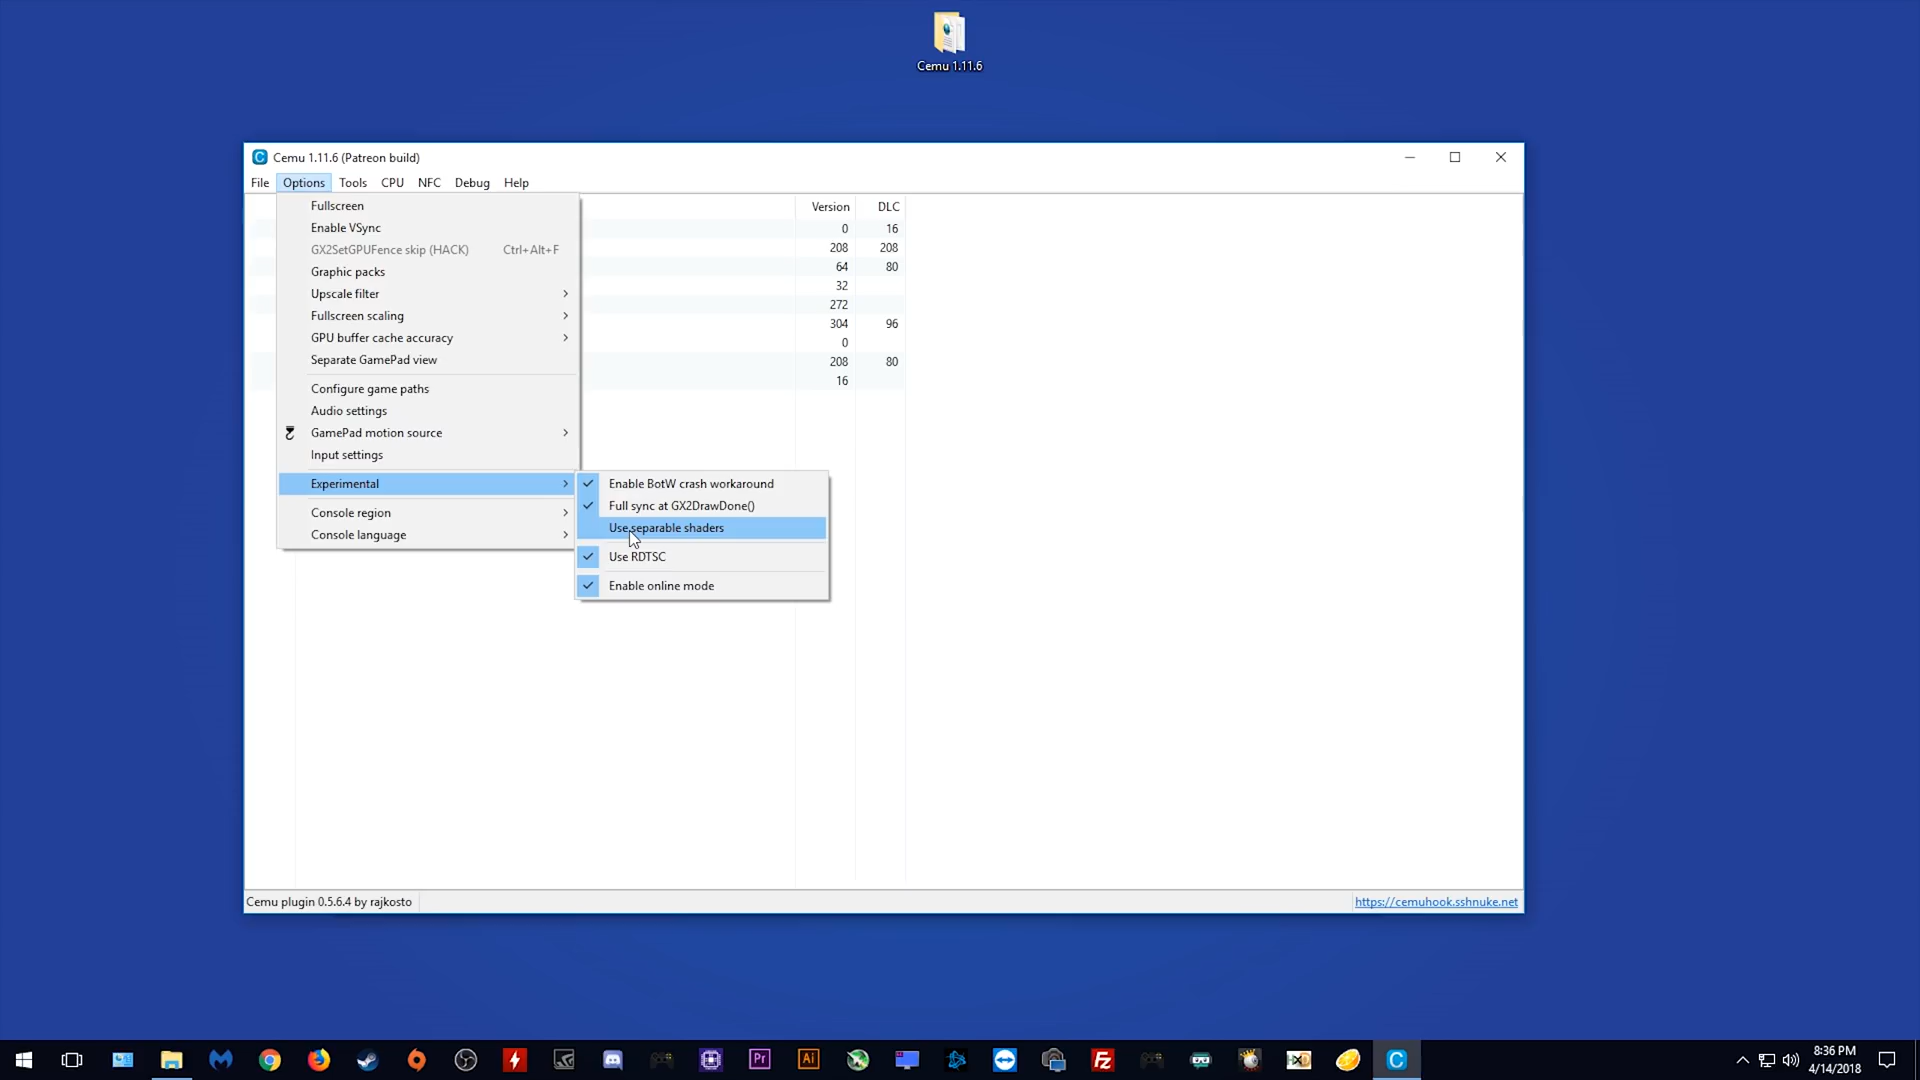 Cemu 1.11.6
Cemu 1.11.6 (Patreon build)
File Options Tools CPU NFC Debug Help
Fullscreen
Enable VSync
GX2SetGPUFence skip (HACK) Ctrl+Alt+F
Graphic packs
Upscale filter
Fullscreen scaling
GPU buffer cache accuracy
Separate GamePad view
Configure game paths
Audio settings
GamePad motion source
Input settings
Experimental
Console region
Console language
Enable BotW crash workaround
Full sync at GX2DrawDone()
Use separable shaders
Use RDTSC
Enable online mode
Version DLC
0 16
208 208
64 80
32
272
304 96
0
208 80
16
Cemu plugin 0.5.6.4 by rajkosto
https://cemuhook.sshnuke.net
Pr
Ai
FZ
C
8:36 PM
4/14/2018